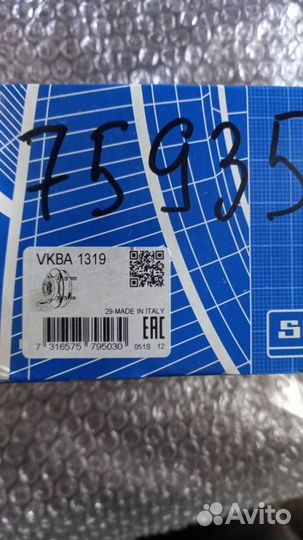 75935
VKBA 1319
29-MADE IN ITALY
7 316575 795030
051S 12
EAC
S
Avito